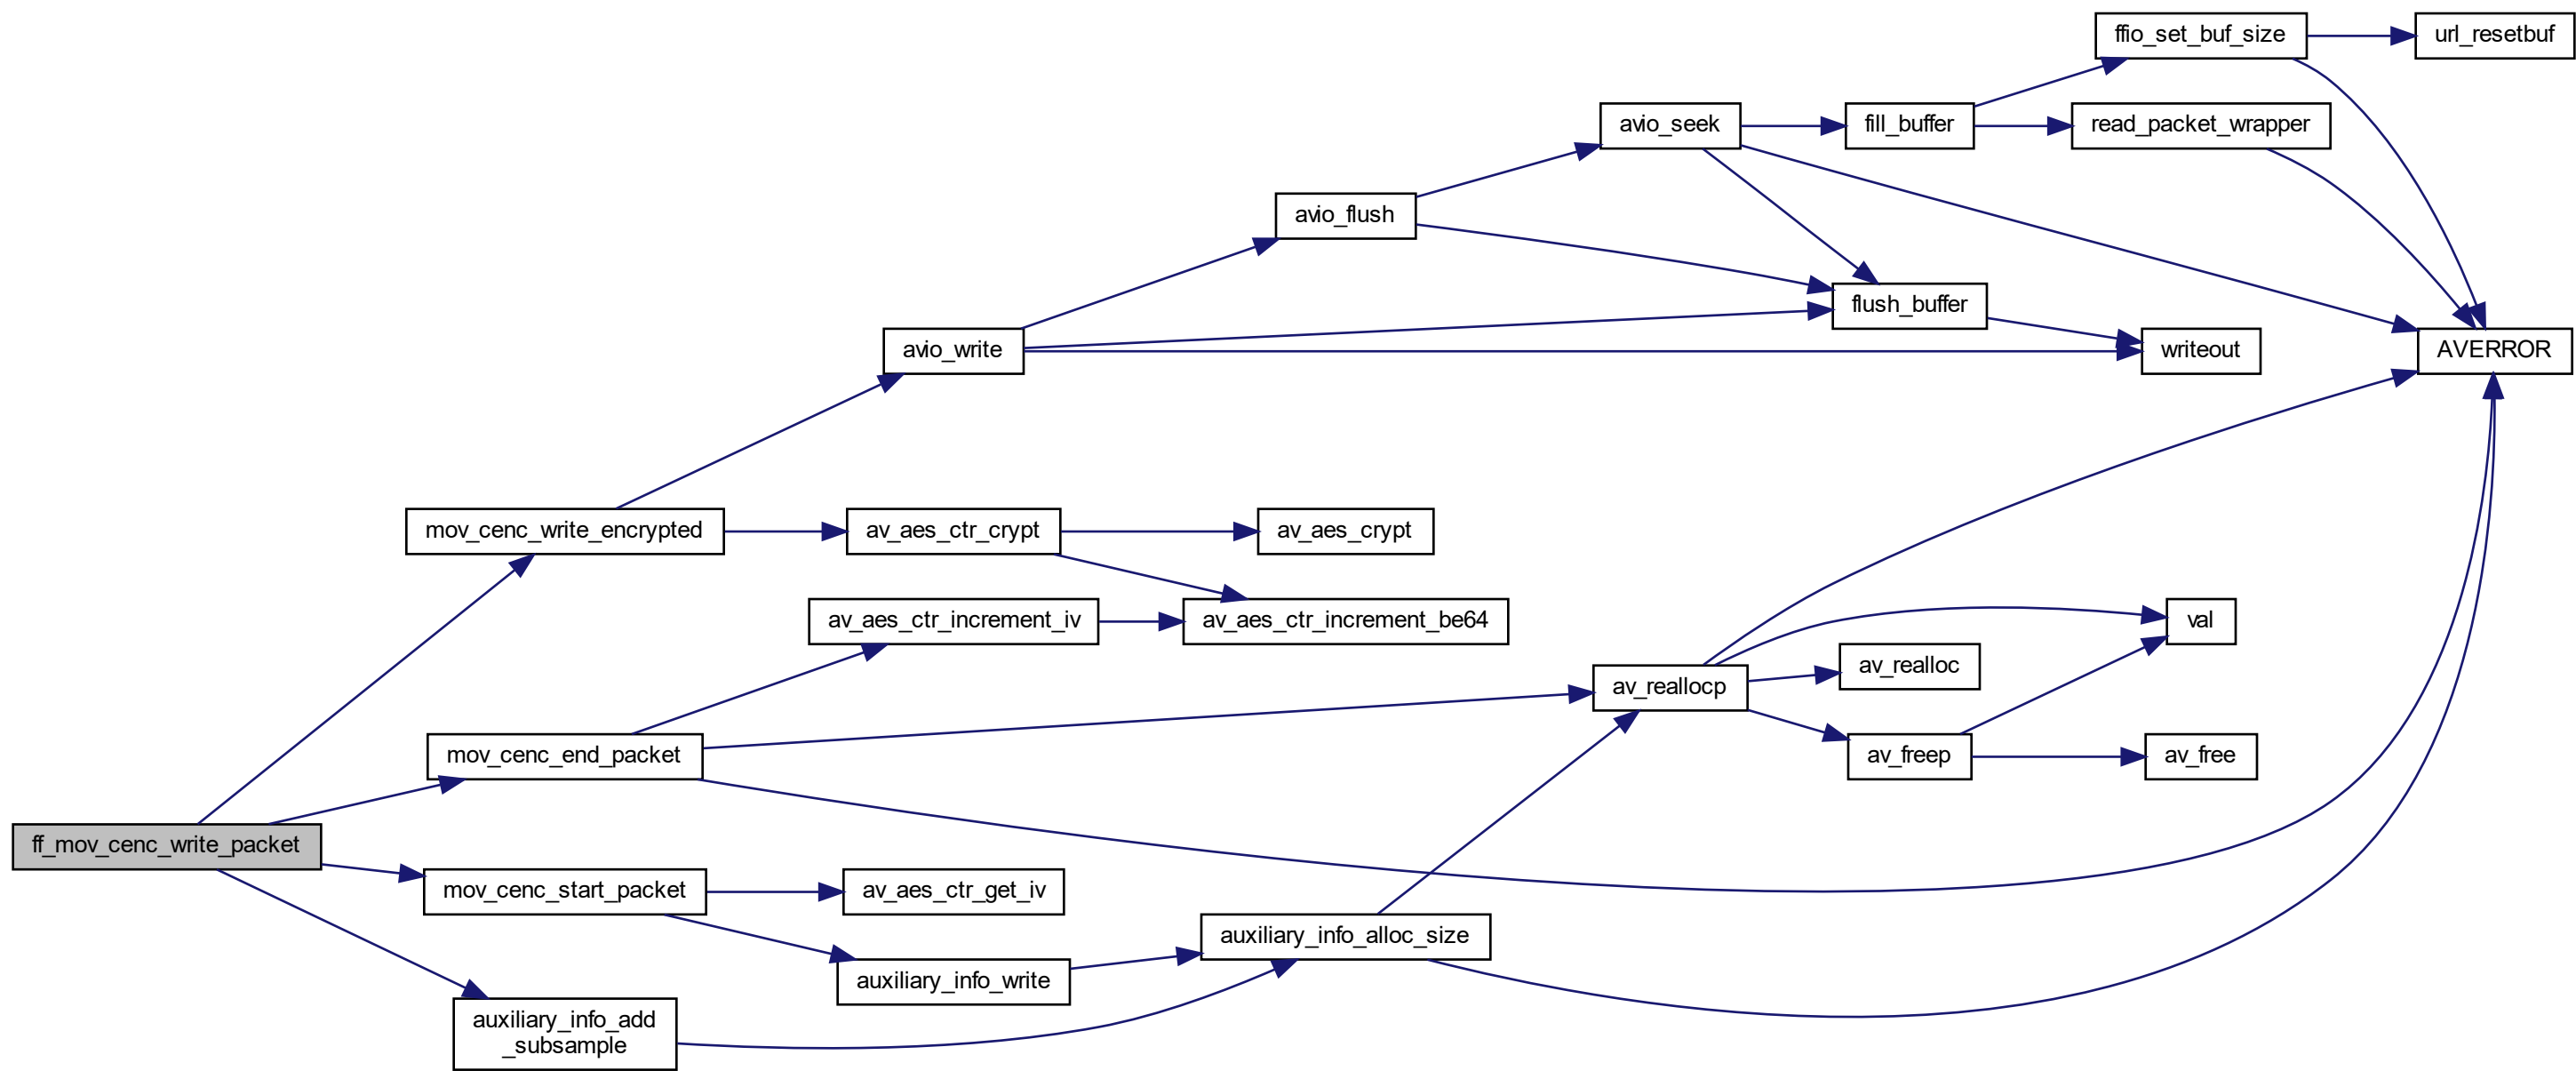 ffio_set_buf_size
url_resetbuf
avio_seek
fill_buffer
read_packet_wrapper
avio_flush
flush_buffer
avio_write
writeout
AVERROR
mov_cenc_write_encrypted
av_aes_ctr_crypt
av_aes_crypt
av_aes_ctr_increment_iv
av_aes_ctr_increment_be64
val
av_reallocp
av_realloc
mov_cenc_end_packet
av_freep
av_free
ff_mov_cenc_write_packet
mov_cenc_start_packet
av_aes_ctr_get_iv
auxiliary_info_alloc_size
auxiliary_info_write
auxiliary_info_add
_subsample